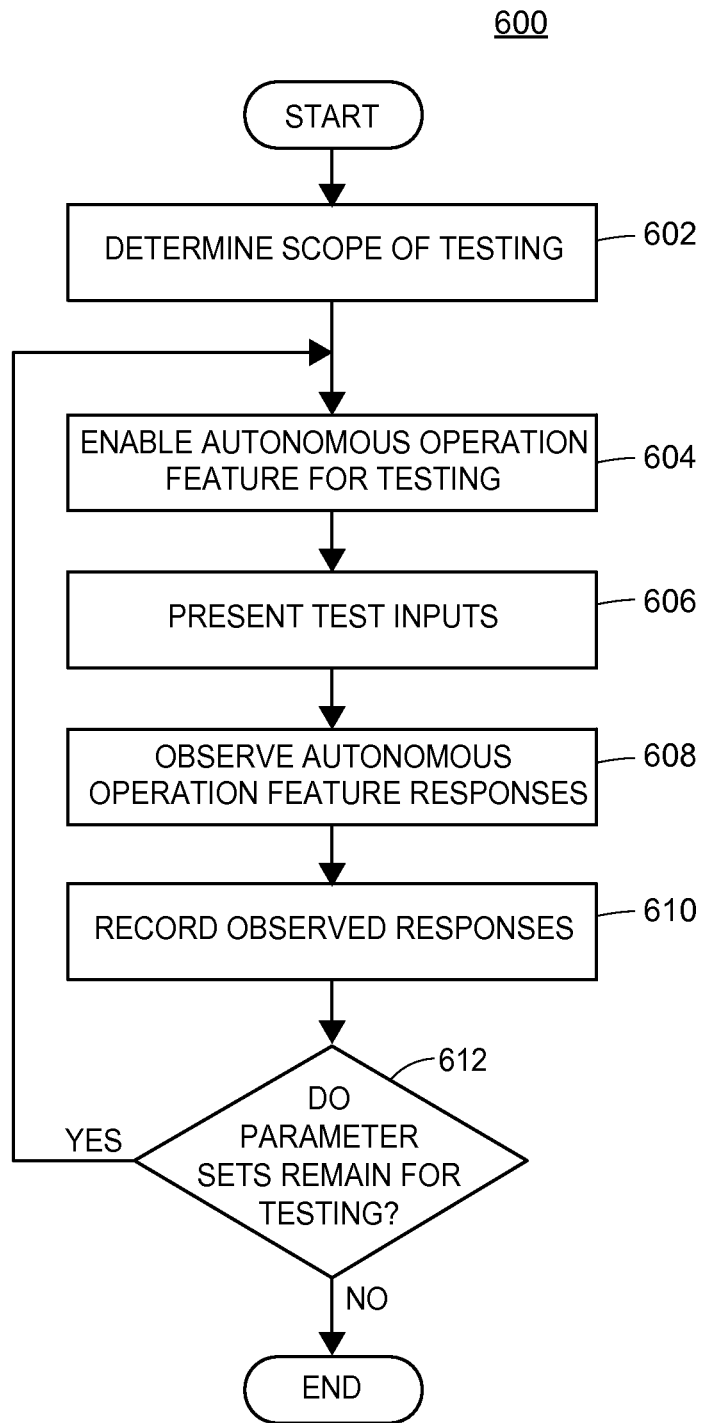 600
START
DETERMINE SCOPE OF TESTING
602
ENABLE AUTONOMOUS OPERATION
FEATURE FOR TESTING
604
PRESENT TEST INPUTS
606
OBSERVE AUTONOMOUS
OPERATION FEATURE RESPONSES
608
RECORD OBSERVED RESPONSES
610
612
DO
PARAMETER
SETS REMAIN FOR
TESTING?
YES
NO
END